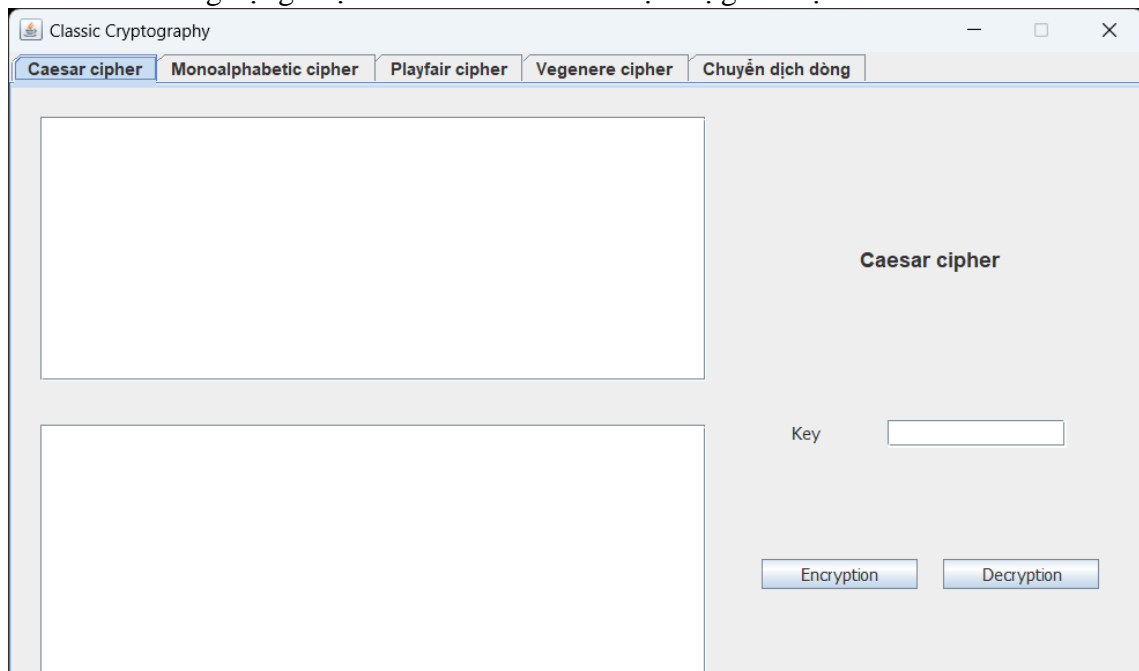 Classic Cryptography
Caesar cipher Monoalphabetic cipher Playfair cipher Vegenere cipher Chuyển dịch dòng
Caesar cipher
Key
Encryption Decryption